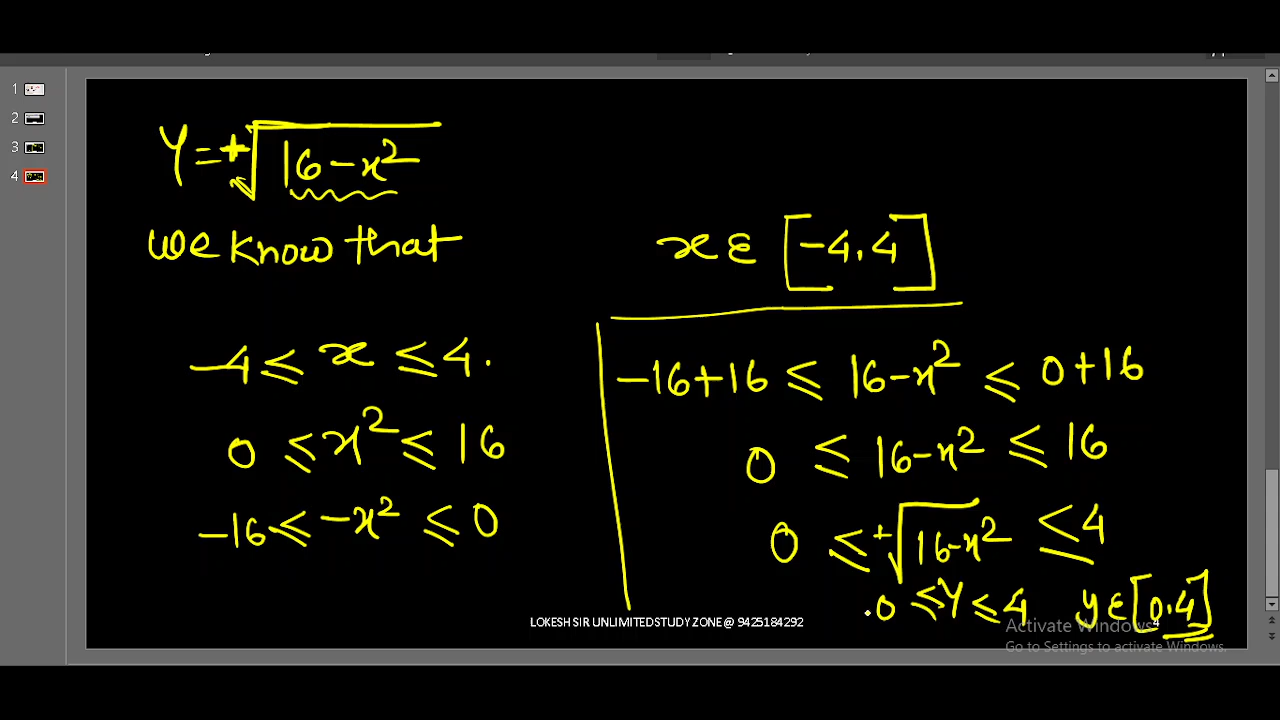 1
2
3
4
Y=+√16-x²
we know that
x ε [-4,4]
-4 ≤ x ≤ 4.
0 ≤ x² ≤ 16
-16 ≤ -x² ≤ 0
-16+16 ≤ 16-x² ≤ 0+16
0 ≤ 16-x² ≤ 16
0 ≤ +√16-x² ≤ 4
0 ≤ Y ≤ 4 y ε [0,4]
LOKESH SIR UNLIMITEDSTUDY ZONE@ 9425184292
4
Activate Windows
Go to Settings to activate Windows.